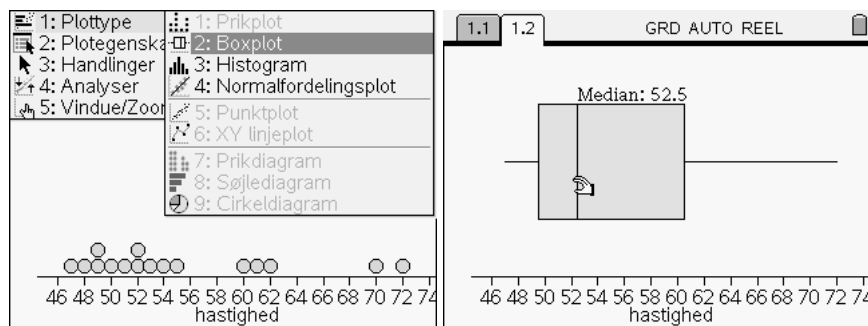 1: Plottype
2: Plotegenska
3: Handlinger
4: Analyser
5: Vindue/Zoor
1: Prikplot
2: Boxplot
3: Histogram
4: Normalfordelingsplot
5: Punktplot
6: XY linjeplot
7: Prikdiagram
8: Søjlediagram
9: Cirkeldiagram
46 48 50 52 54 56 58 60 62 64 66 68 70 72 74
hastighed
1.1 1.2 GRD AUTO REEL
Median: 52.5
46 48 50 52 54 56 58 60 62 64 66 68 70 72 74
hastighed